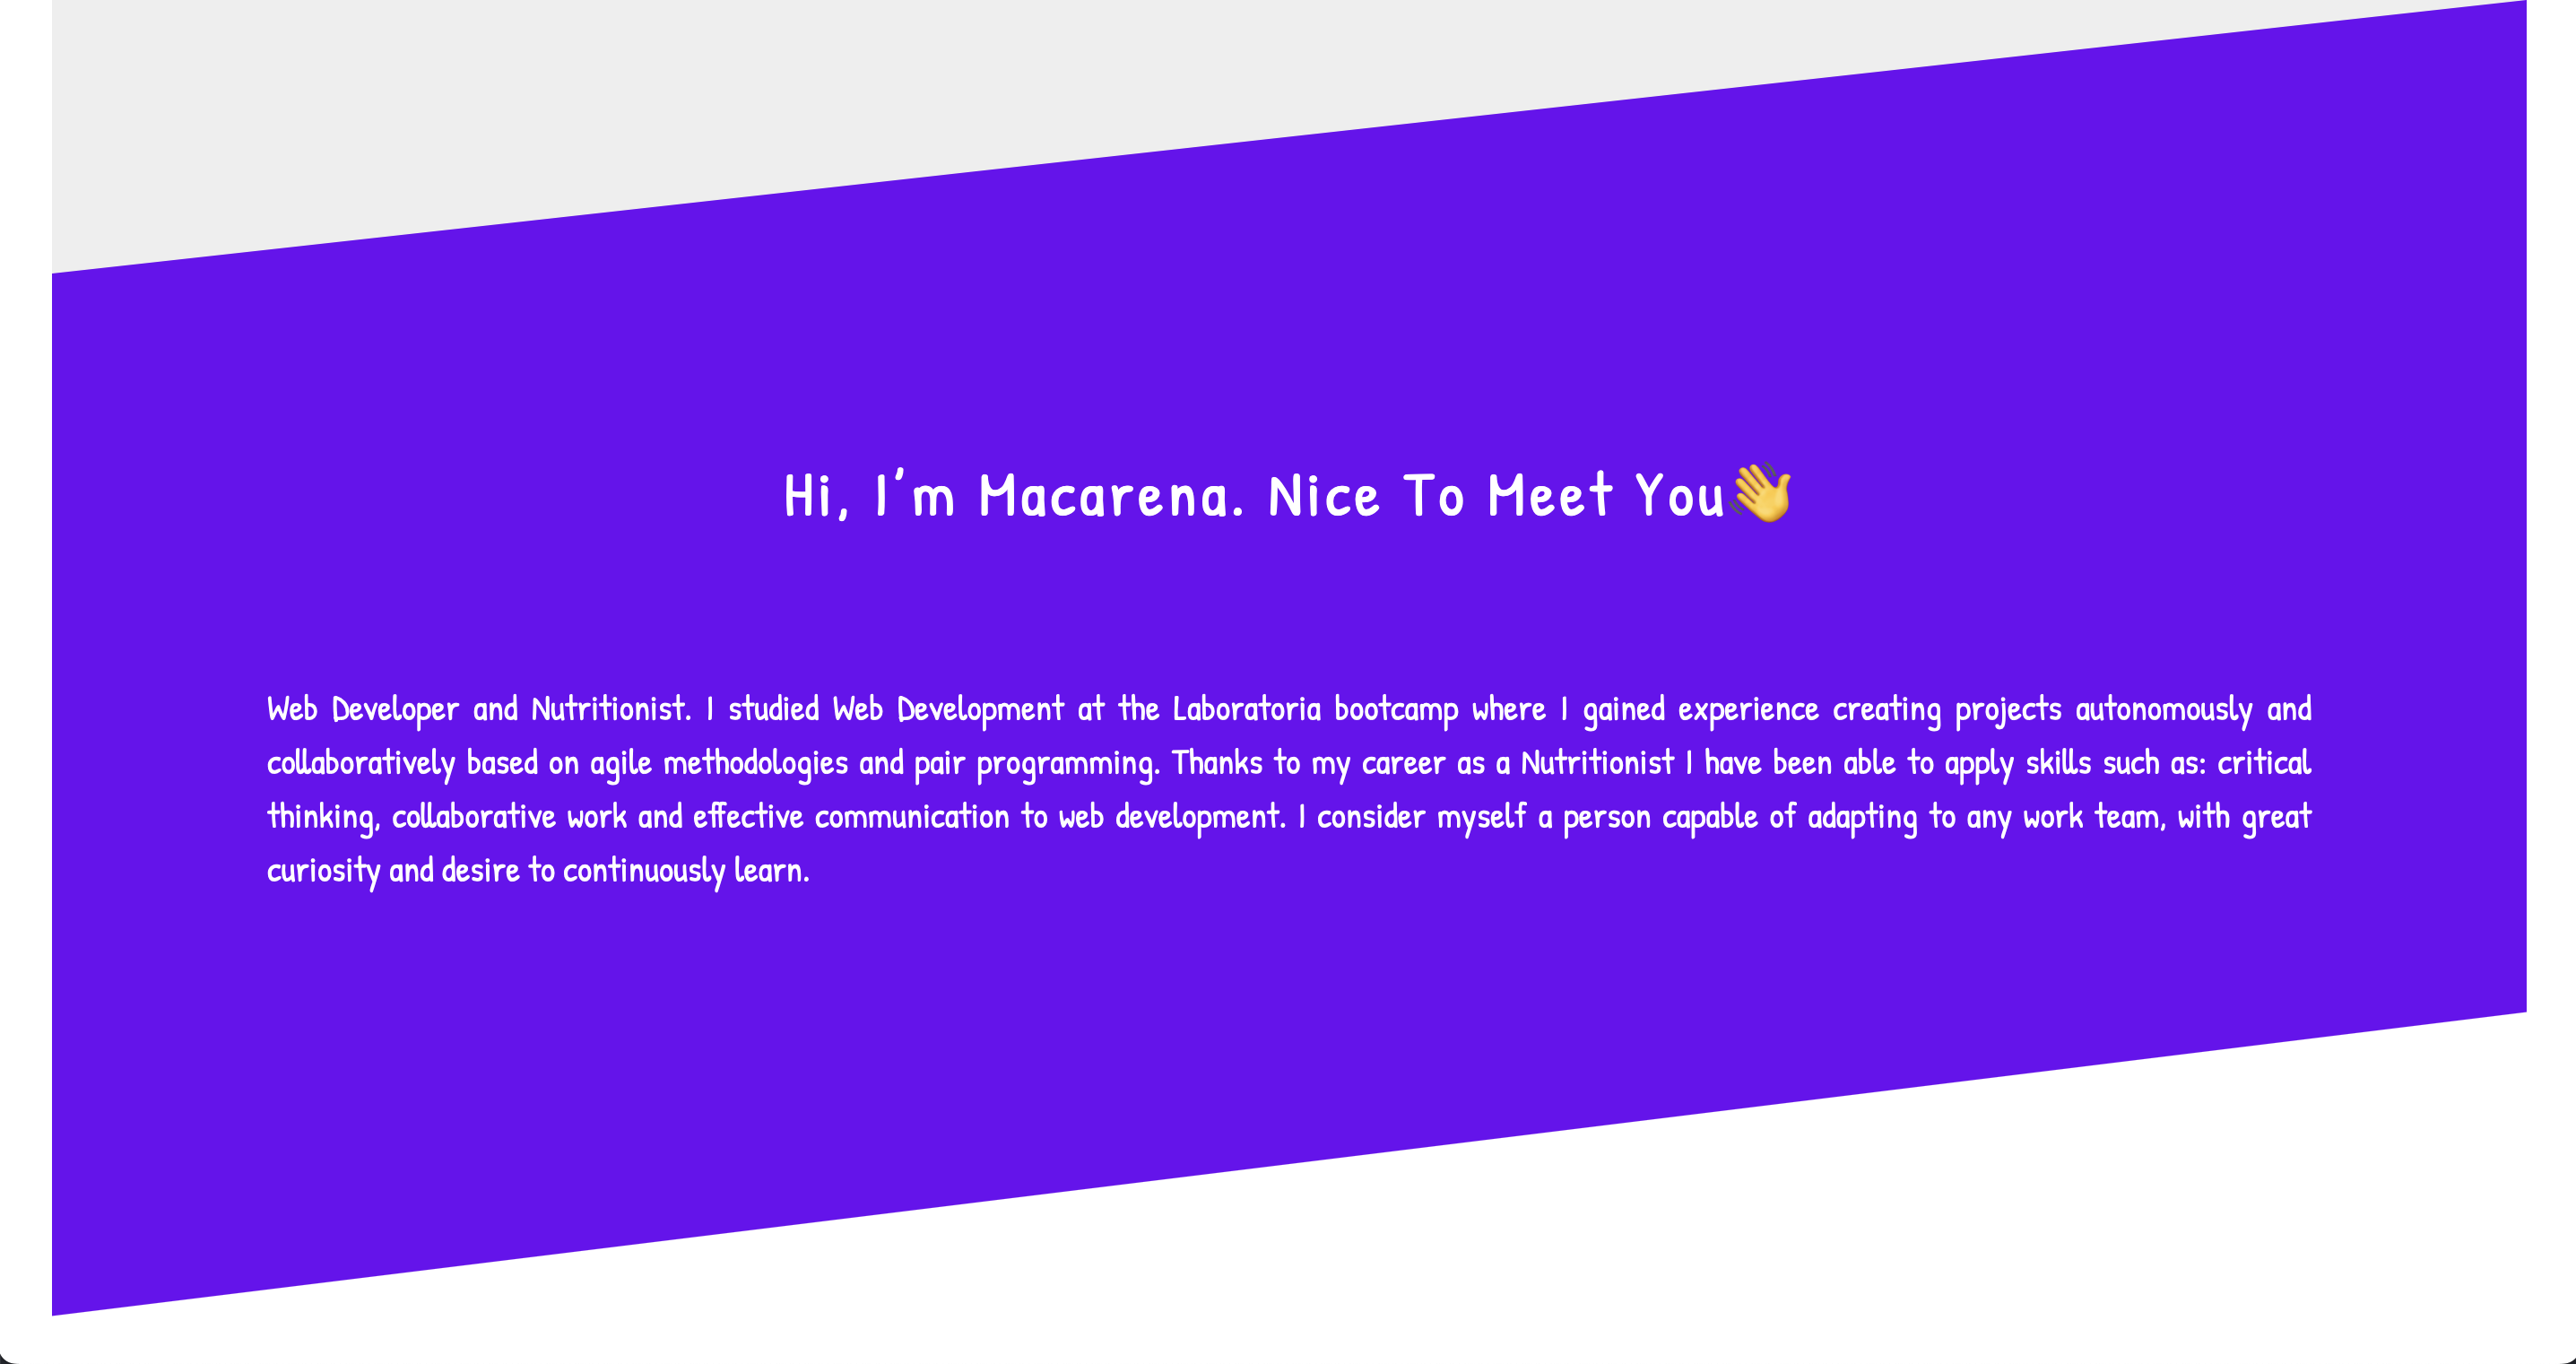 Hi, I'm Macarena. Nice To Meet You👋
Web Developer and Nutritionist. I studied Web Development at the Laboratoria bootcamp where I gained experience creating projects autonomously and
collaboratively based on agile methodologies and pair programming. Thanks to my career as a Nutritionist I have been able to apply skills such as: critical
thinking, collaborative work and effective communication to web development. I consider myself a person capable of adapting to any work team, with great
curiosity and desire to continuously learn.